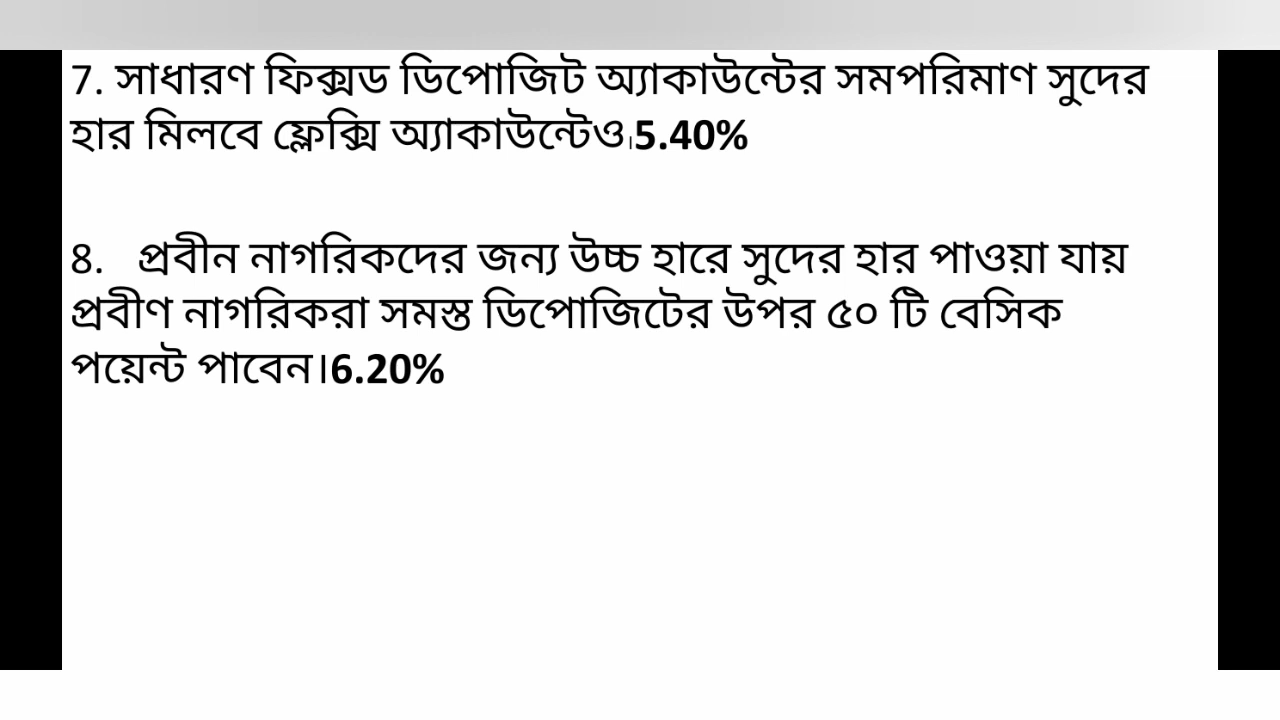 7. সাধারণ ফিক্সড ডিপোজিট অ্যাকাউন্টের সমপরিমাণ সুদের
হার মিলবে ফ্লেক্সি অ্যাকাউন্টেও।5.40%
8. প্রবীন নাগরিকদের জন্য উচ্চ হারে সুদের হার পাওয়া যায়
প্রবীণ নাগরিকরা সমস্ত ডিপোজিটের উপর ৫০ টি বেসিক
পয়েন্ট পাবেন।6.20%